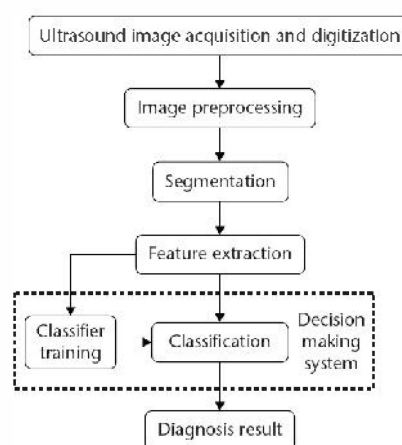 Ultrasound image acquisition and digitization
Image preprocessing
Segmentation
Feature extraction
Classifier
training
Classification
Decision
making
system
Diagnosis result